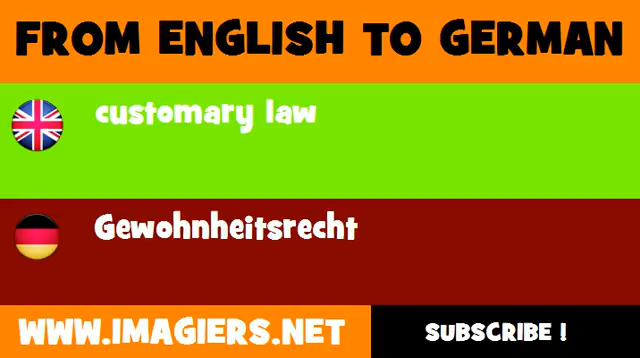 FROM ENGLISH TO GERMAN
customary law
Gewohnheitsrecht
WWW.IMAGIERS.NET
SUBSCRIBE !